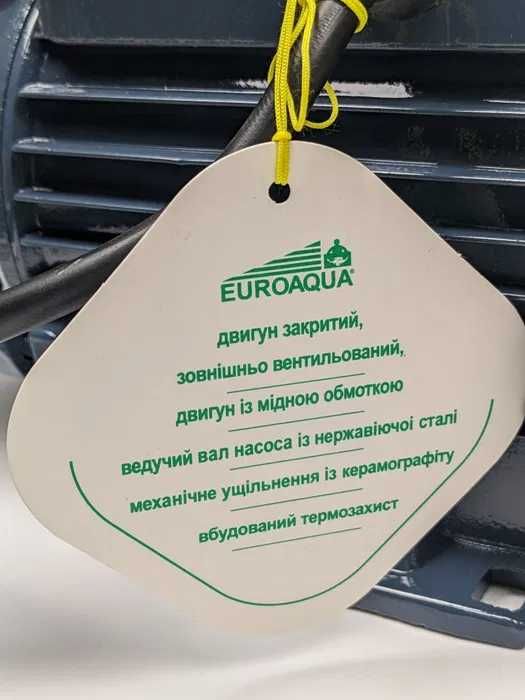 EUROAQUA®
двигун закритий,
зовнішньо вентильований,
двигун із мідною обмоткою
ведучий вал насоса із нержавіючоі сталі
механічне ущільнення із керамографіту
вбудований термозахист